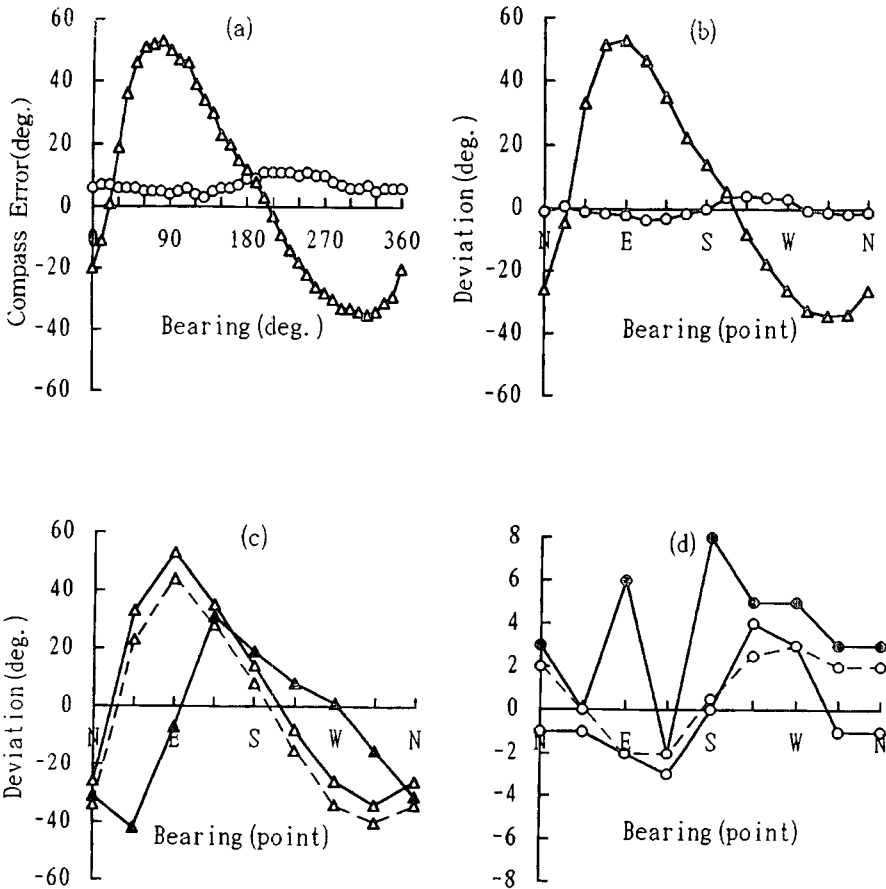 (a)
60
40
20
0
-20
-40
-60
Compass Error(deg.)
0 90 180 270 360
Bearing(deg.)
(b)
60
40
20
0
-20
-40
-60
Deviation(deg.)
N E S W N
Bearing(point)
(c)
60
40
20
0
-20
-40
-60
Deviation(deg.)
N E S W N
Bearing(point)
(d)
8
6
4
2
0
-2
-4
-6
-8
N E S W N
Bearing(point)